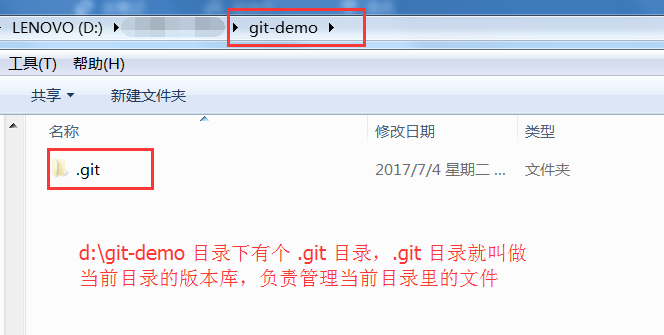 LENOVO (D:) git-demo
工具(T) 帮助(H)
共享 新建文件夹
名称 修改日期 类型
.git 2017/7/4 星期二 ... 文件夹
d:\git-demo 目录下有个 .git 目录，.git 目录就叫做
当前目录的版本库，负责管理当前目录里的文件